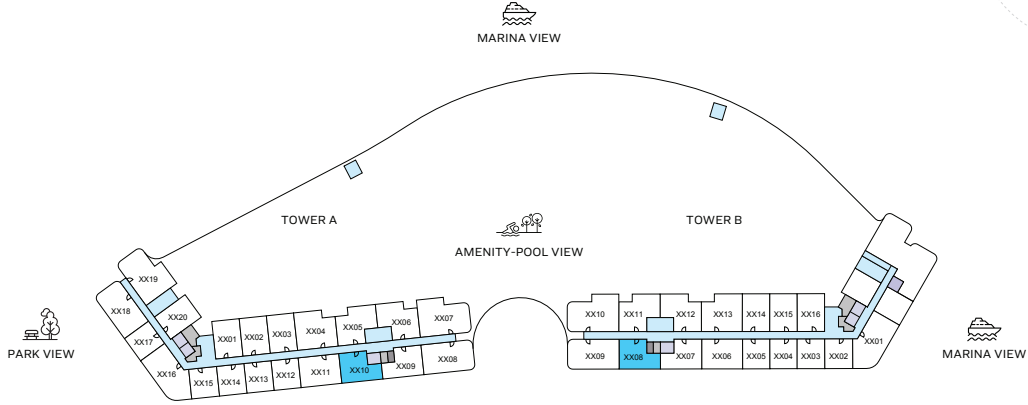 MARINA VIEW
TOWER A
TOWER B
AMENITY-POOL VIEW
PARK VIEW
MARINA VIEW
XX19
XX18
XX20
XX17
XX16
XX01
XX02
XX03
XX04
XX05
XX06
XX07
XX15
XX14
XX13
XX12
XX11
XX10
XX09
XX08
XX10
XX11
XX12
XX13
XX14
XX15
XX16
XX09
XX08
XX07
XX06
XX05
XX04
XX03
XX02
XX01